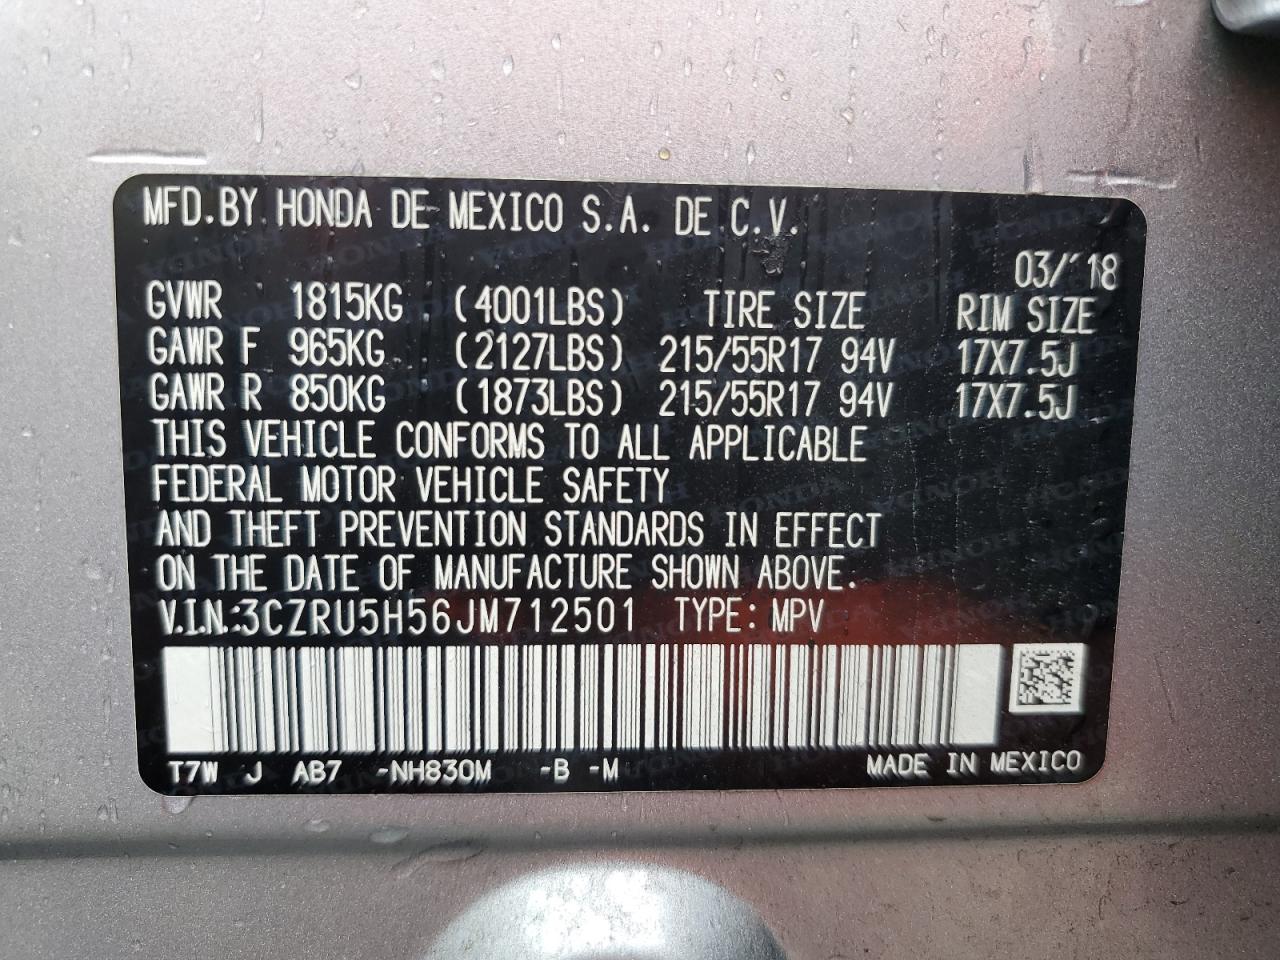 MFD.BY HONDA DE MEXICO S.A. DE C.V.
03/'18
GVWR 1815KG (4001LBS) TIRE SIZE RIM SIZE
GAWR F 965KG (2127LBS) 215/55R17 94V 17X7.5J
GAWR R 850KG (1873LBS) 215/55R17 94V 17X7.5J
THIS VEHICLE CONFORMS TO ALL APPLICABLE
FEDERAL MOTOR VEHICLE SAFETY
AND THEFT PREVENTION STANDARDS IN EFFECT
ON THE DATE OF MANUFACTURE SHOWN ABOVE.
V.I.N.:3CZRU5H56JM712501 TYPE: MPV
T7W J AB7 -NH830M -B -M MADE IN MEXICO